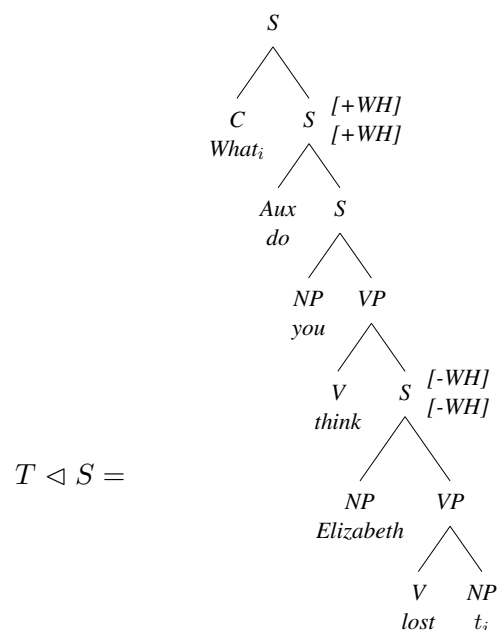 S
C S [+WH]
What_i [+WH]
Aux S
do
NP VP
you
V S [-WH]
think [-WH]
T ⊲ S =
NP VP
Elizabeth
V NP
lost t_i